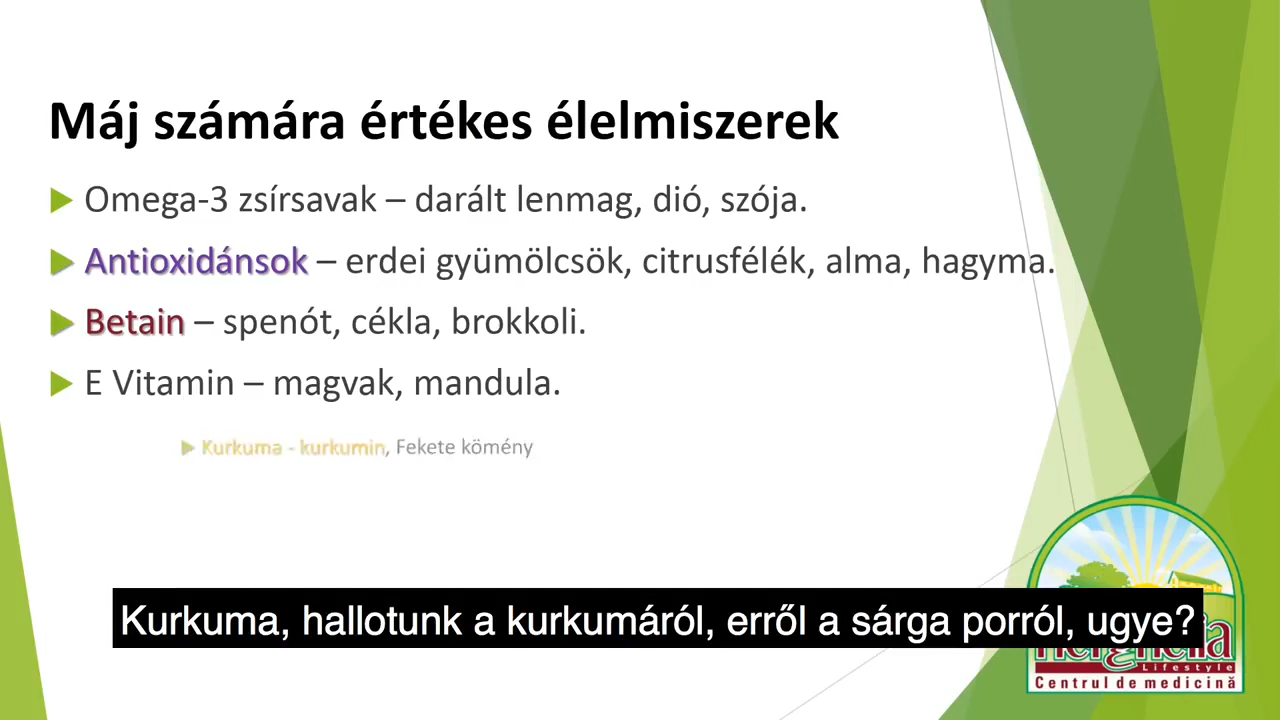 Máj számára értékes élelmiszerek
Omega-3 zsírsavak – darált lenmag, dió, szója.
Antioxidánsok – erdei gyümölcsök, citrusfélék, alma, hagyma.
Betain – spenót, cékla, brokkoli.
E Vitamin – magvak, mandula.
Kurkuma - kurkumin, Fekete kömény
Kurkuma, hallotunk a kurkumáról, erről a sárga porról, ugye?
Lifestyle
Centrul de medicină